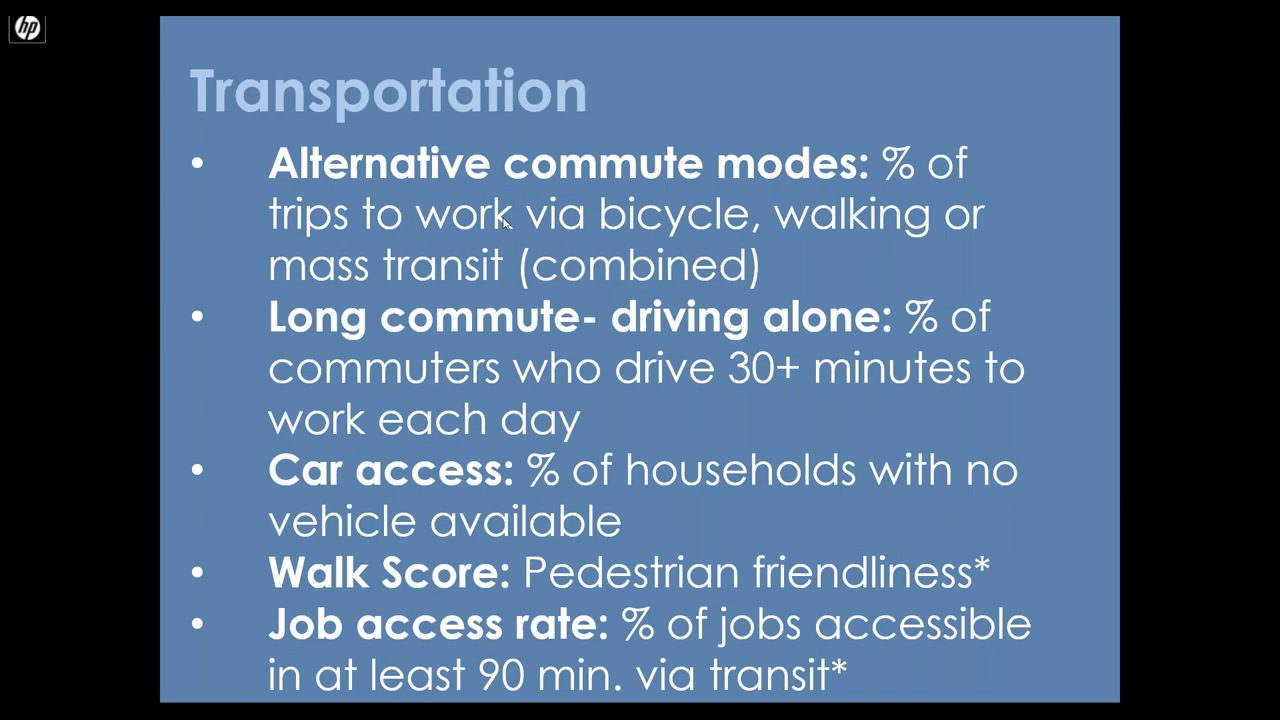 hp
Transportation
• Alternative commute modes: % of
trips to work via bicycle, walking or
mass transit (combined)
• Long commute- driving alone: % of
commuters who drive 30+ minutes to
work each day
• Car access: % of households with no
vehicle available
• Walk Score: Pedestrian friendliness*
• Job access rate: % of jobs accessible
in at least 90 min. via transit*